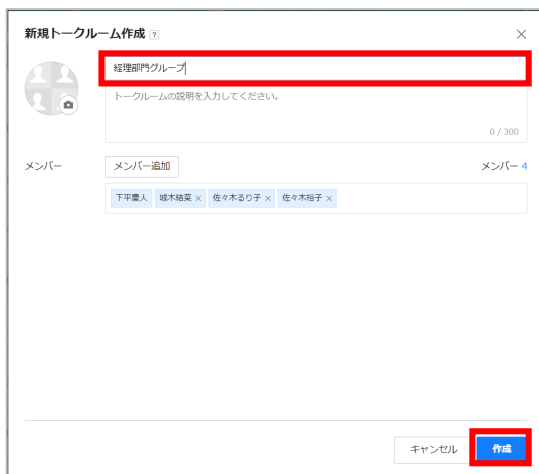 新規トークルーム作成 ?
経理部門グループ
トークルームの説明を入力してください。
0 / 300
メンバー メンバー追加 メンバー 4
下平慶人 城木結菜 × 佐々木るり子 × 佐々木裕子 ×
キャンセル 作成